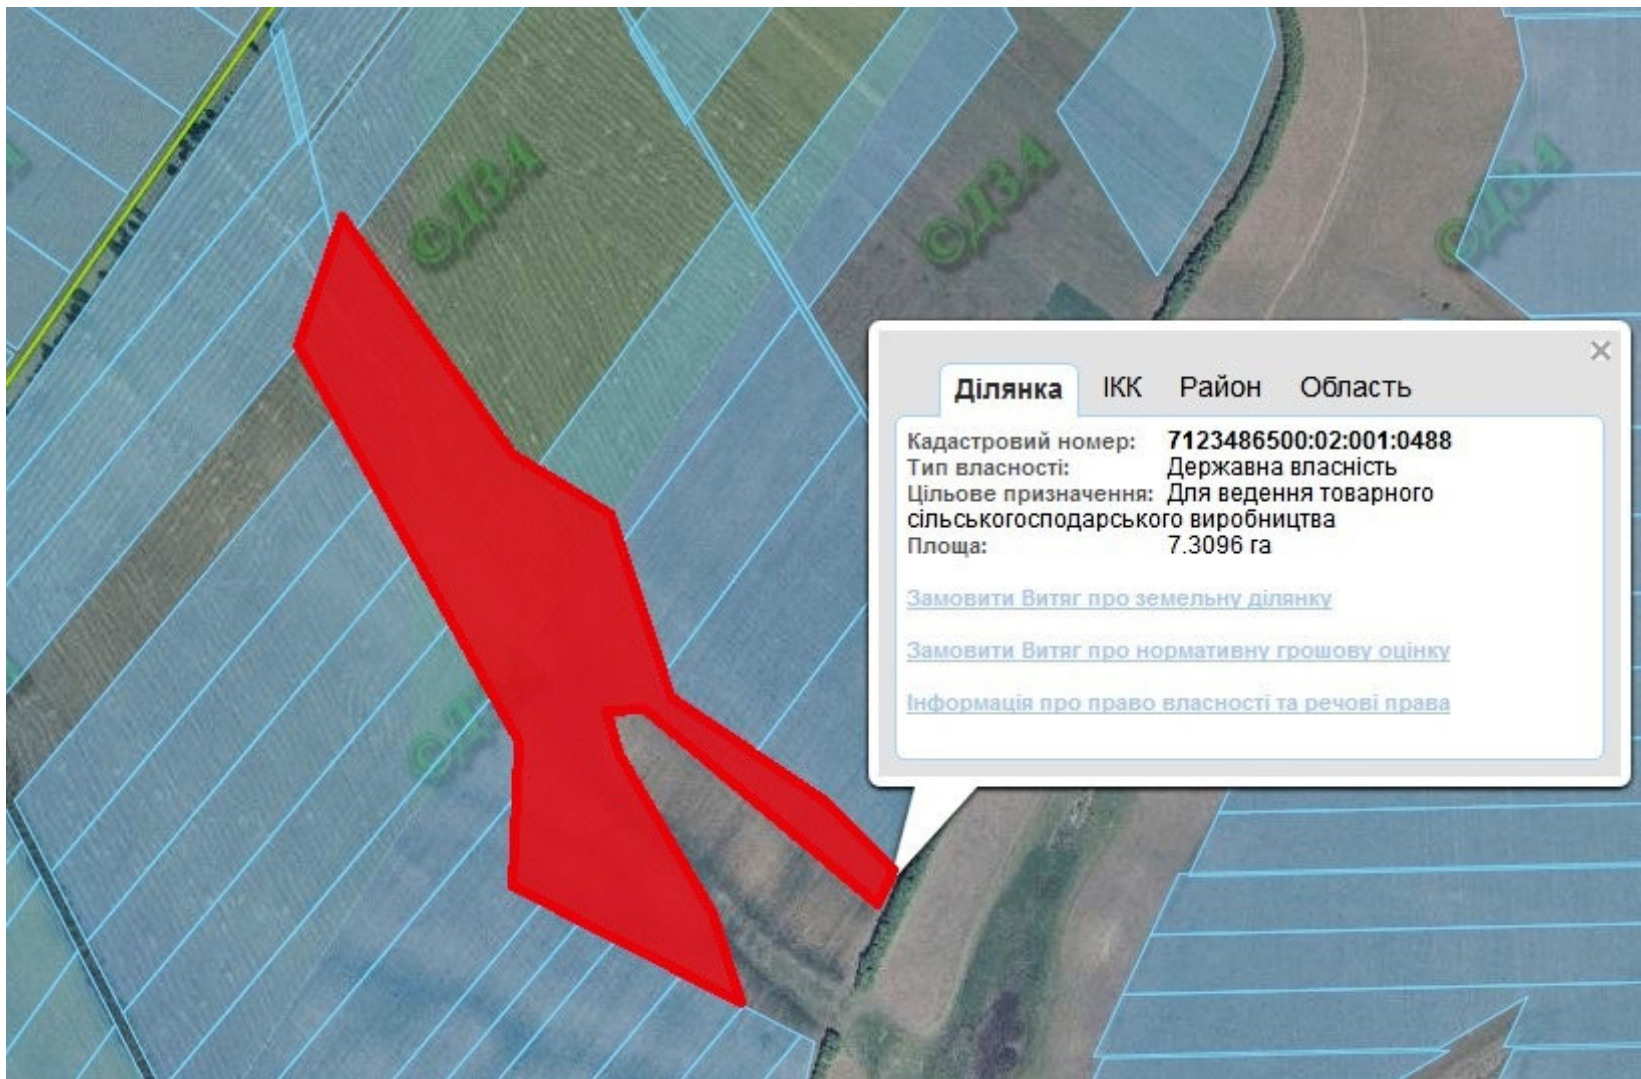 ©ДЗА
©ДЗА
©ДЗА
×
Ділянка ІКК Район Область
Кадастровий номер: 7123486500:02:001:0488
Тип власності: Державна власність
Цільове призначення: Для ведення товарного
сільськогосподарського виробництва
Площа: 7.3096 га
Замовити Витяг про земельну ділянку
Замовити Витяг про нормативну грошову оцінку
Інформація про право власності та речові права